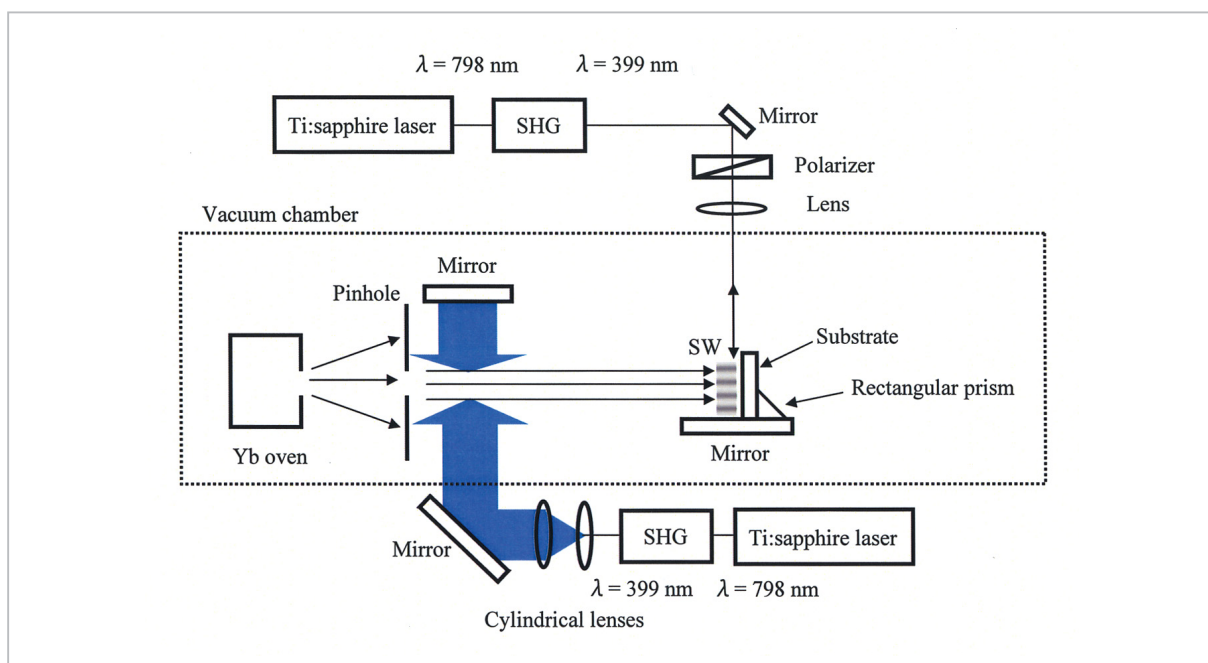 λ = 798 nm
λ = 399 nm
Ti:sapphire laser
SHG
Mirror
Polarizer
Lens
Vacuum chamber
Mirror
Pinhole
SW
Substrate
Rectangular prism
Yb oven
Mirror
Mirror
SHG
Ti:sapphire laser
λ = 399 nm
λ = 798 nm
Cylindrical lenses